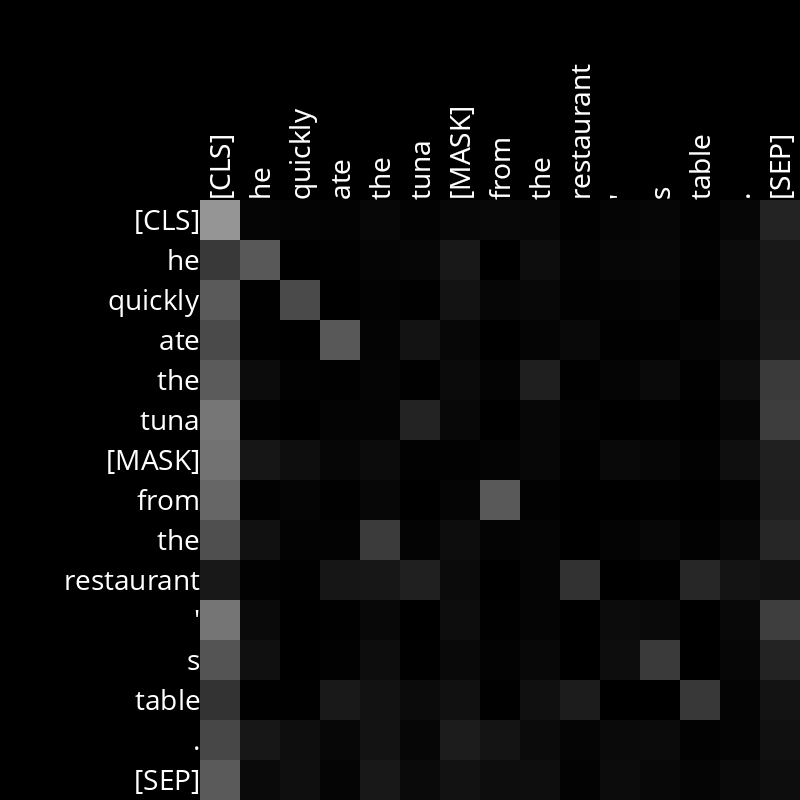 [CLS] he quickly ate the tuna [MASK] from the restaurant ' s table . [SEP]
[CLS]
he
quickly
ate
the
tuna
[MASK]
from
the
restaurant
'
s
table
.
[SEP]